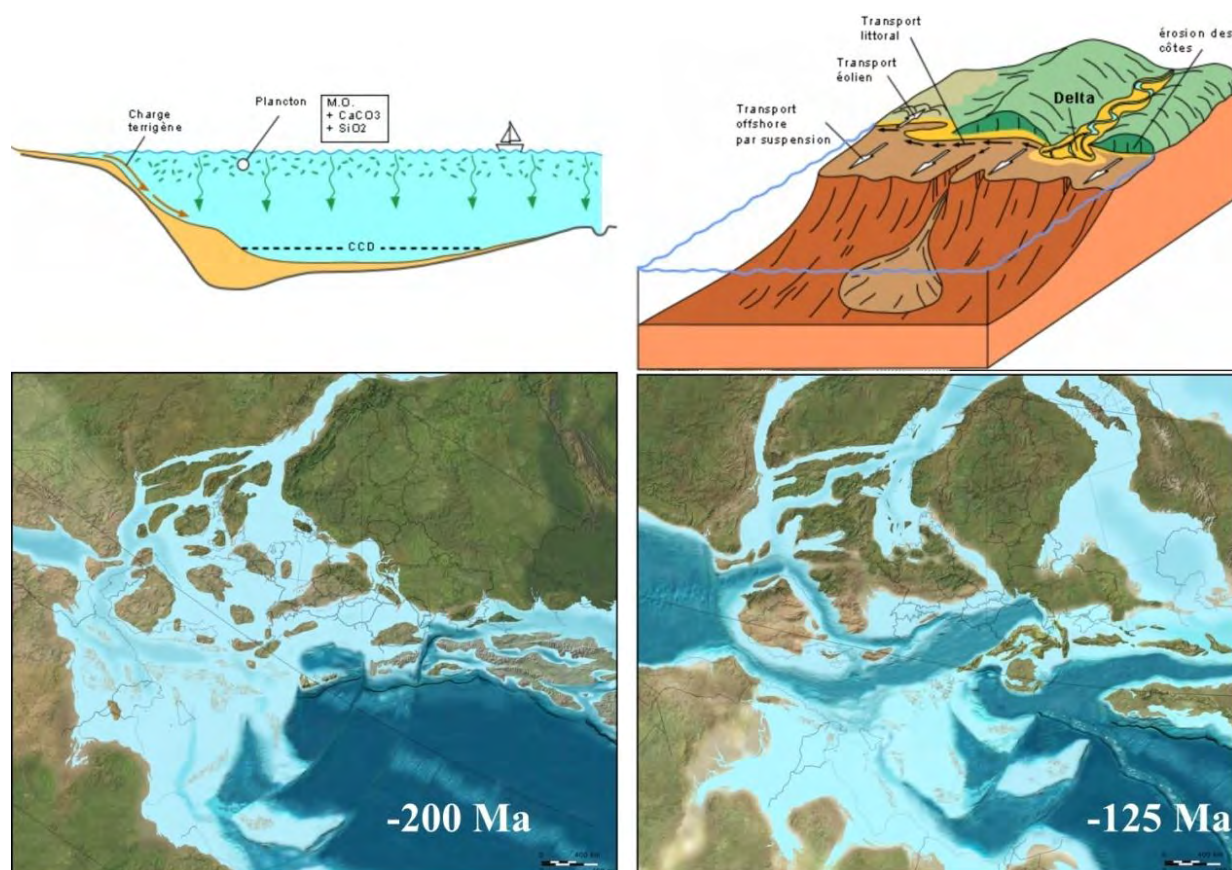 Charge
terrigène
Plancton
M.O.
+ CaCO3
+ SiO2
CCD
Transport
littoral
Transport
éolien
Transport
offshore
par suspension
Delta
érosion des
côtes
-200 Ma
-125 Ma